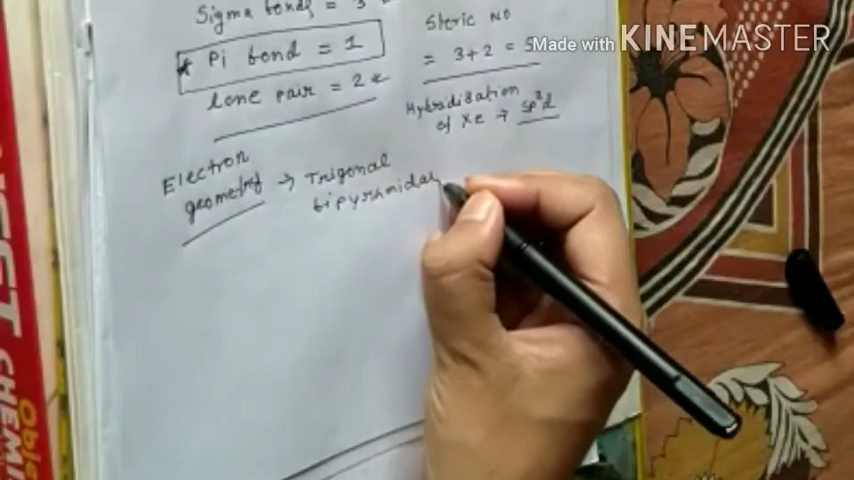 Sigma bonds = 3
* Pi bond = 1
lone pair = 2 *
Steric No
= 3+2 = 5
Hybridization
of Xe → sp³d
Electron
geometry → Trigonal
bipyramidal
Made with KINEMASTER